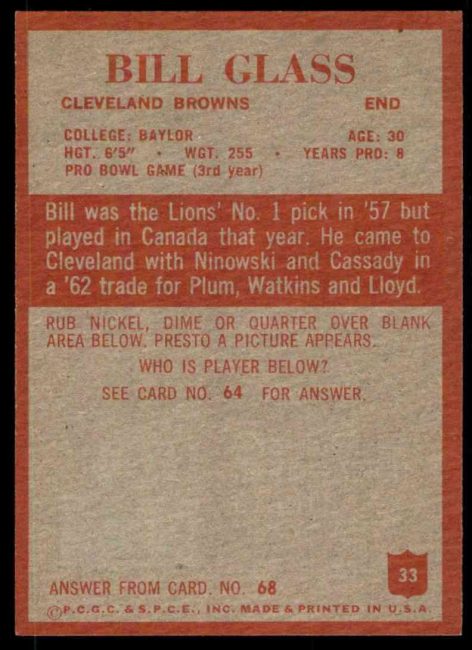 BILL GLASS
CLEVELAND BROWNS END
COLLEGE: BAYLOR AGE: 30
HGT. 6'5" • WGT. 255 • YEARS PRO: 8
PRO BOWL GAME (3rd year)
Bill was the Lions' No. 1 pick in '57 but
played in Canada that year. He came to
Cleveland with Ninowski and Cassady in
a '62 trade for Plum, Watkins and Lloyd.
RUB NICKEL, DIME OR QUARTER OVER BLANK
AREA BELOW. PRESTO A PICTURE APPEARS.
WHO IS PLAYER BELOW?
SEE CARD NO. 64 FOR ANSWER.
33
ANSWER FROM CARD. NO. 68
©P.C.G.C. & S.P.C.E., INC. MADE & PRINTED IN U.S.A.